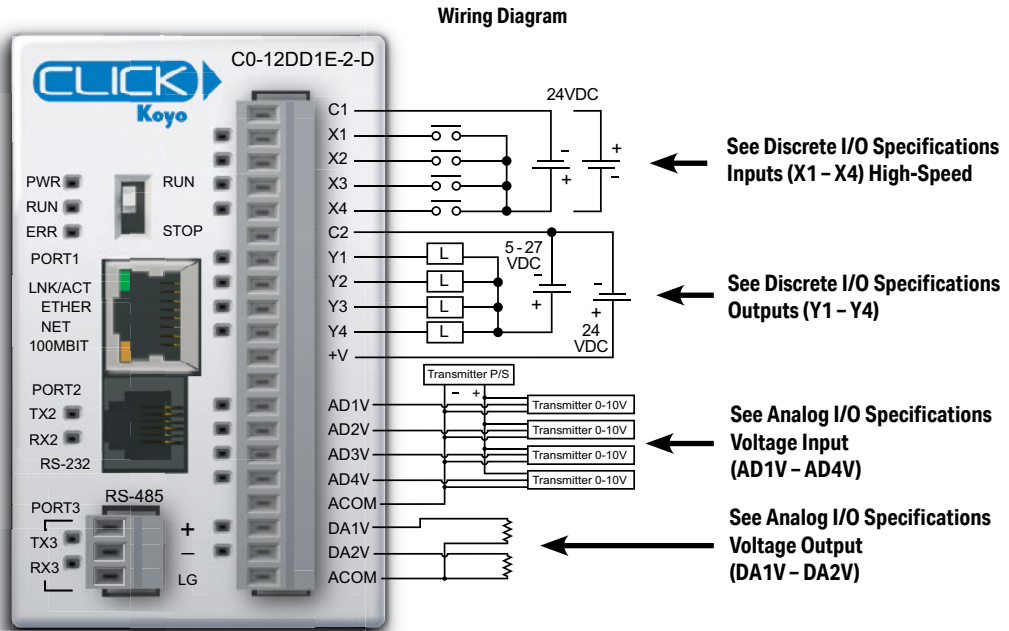 Wiring Diagram
CLICK
Koyo
C0-12DD1E-2-D
PWR
RUN
ERR
RUN
STOP
PORT1
LNK/ACT
ETHER
NET
100MBIT
PORT2
TX2
RX2
RS-232
PORT3
RS-485
TX3
RX3
+
–
LG
C1
X1
X2
X3
X4
C2
Y1
Y2
Y3
Y4
+V
AD1V
AD2V
AD3V
AD4V
ACOM
DA1V
DA2V
ACOM
24VDC
-
+
+
-
L
L
L
L
5-27
VDC
-
+
-
+
24
VDC
Transmitter P/S
- +
Transmitter 0-10V
Transmitter 0-10V
Transmitter 0-10V
Transmitter 0-10V
See Discrete I/O Specifications
Inputs (X1 – X4) High-Speed
See Discrete I/O Specifications
Outputs (Y1 – Y4)
See Analog I/O Specifications
Voltage Input
(AD1V – AD4V)
See Analog I/O Specifications
Voltage Output
(DA1V – DA2V)